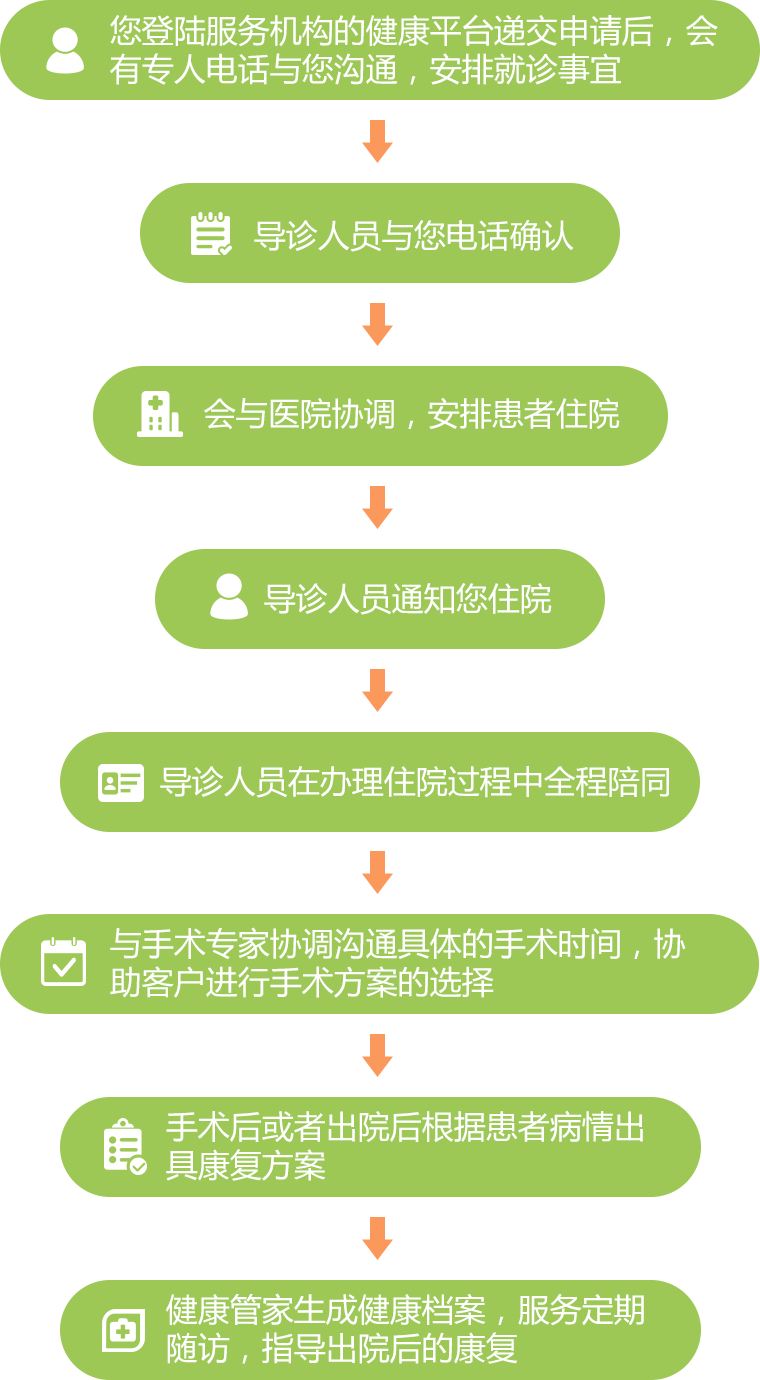 您登陆服务机构的健康平台递交申请后，会
有专人电话与您沟通，安排就诊事宜
导诊人员与您电话确认
会与医院协调，安排患者住院
导诊人员通知您住院
导诊人员在办理住院过程中全程陪同
与手术专家协调沟通具体的手术时间，协
助客户进行手术方案的选择
手术后或者出院后根据患者病情出
具康复方案
健康管家生成健康档案，服务定期
随访，指导出院后的康复